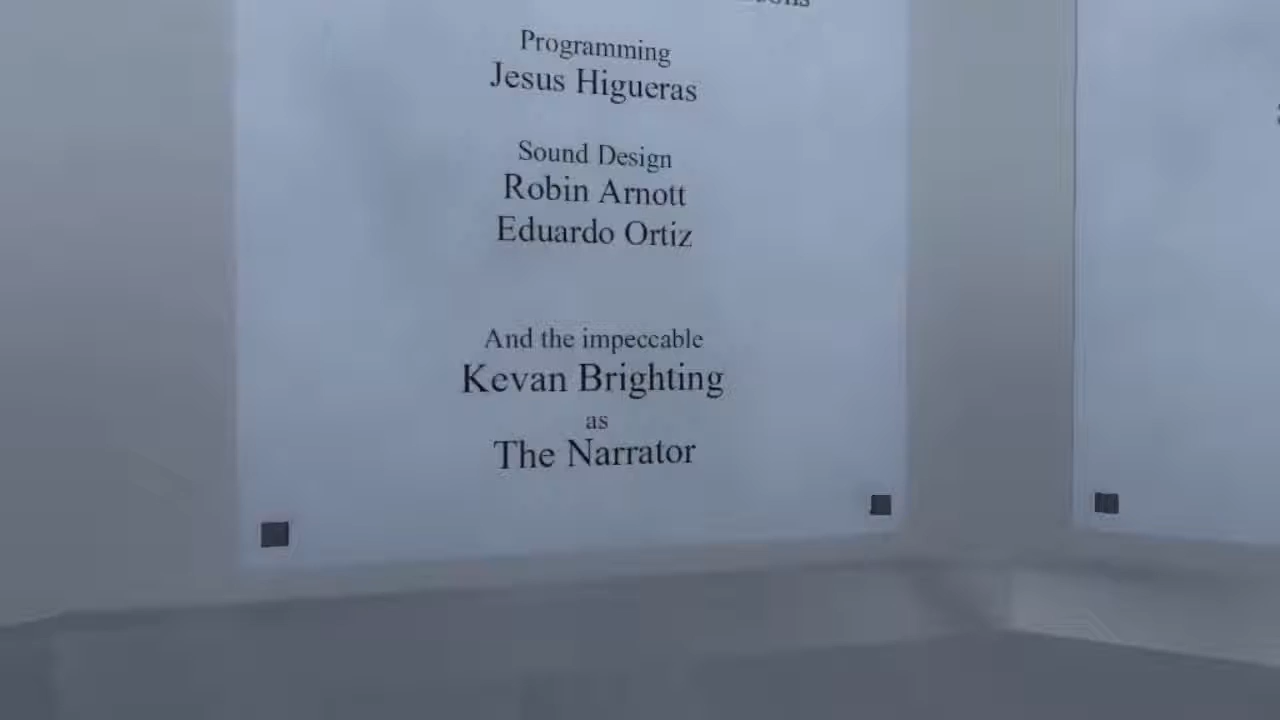 Programming
Jesus Higueras
Sound Design
Robin Arnott
Eduardo Ortiz
And the impeccable
Kevan Brighting
as
The Narrator